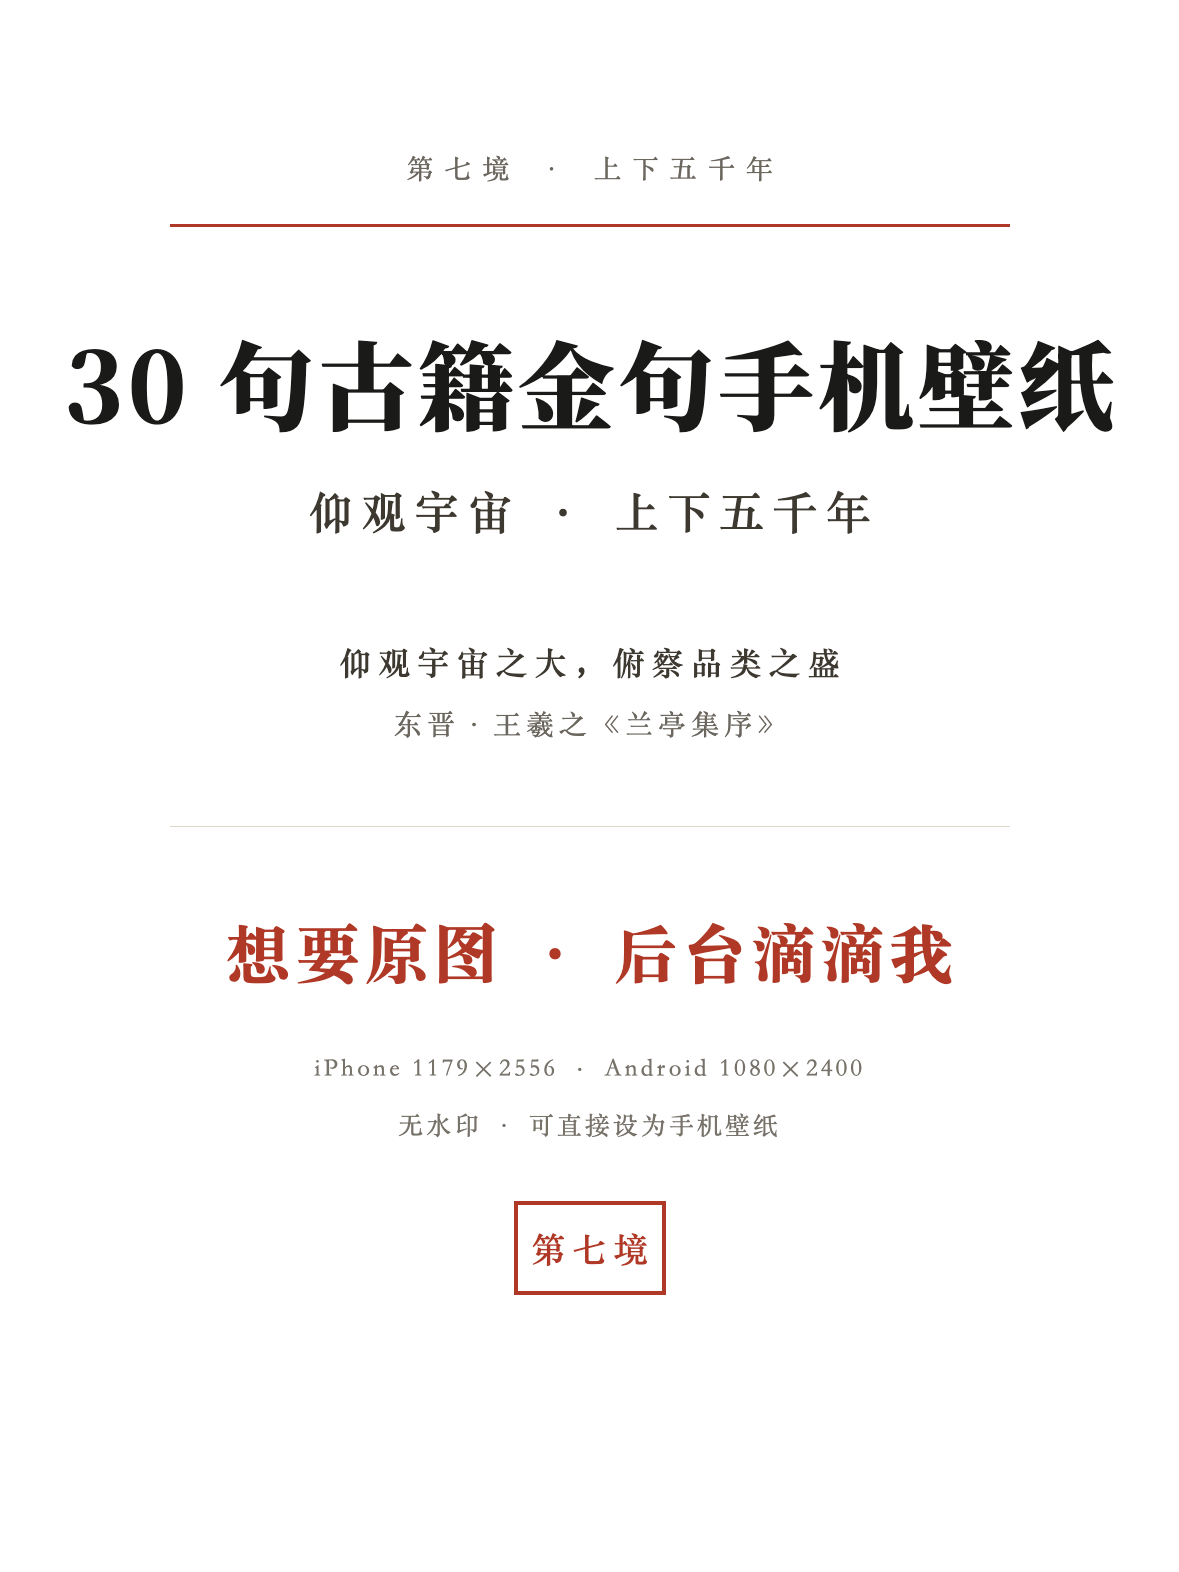 第七境 · 上下五千年
30 句古籍金句手机壁纸
仰观宇宙 · 上下五千年
仰观宇宙之大，俯察品类之盛
东晋 · 王羲之《兰亭集序》
想要原图 · 后台滴滴我
iPhone 1179×2556 · Android 1080×2400
无水印 · 可直接设为手机壁纸
第七境